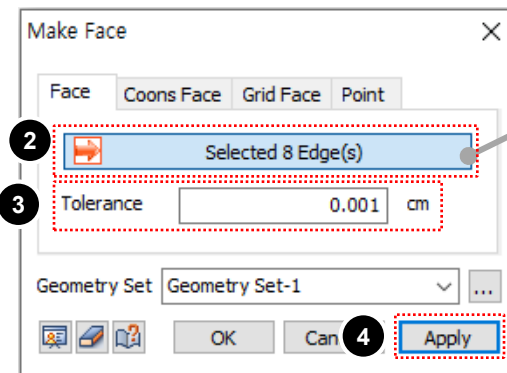 Make Face
Face Coons Face Grid Face Point
2 Selected 8 Edge(s)
3 Tolerance 0.001 cm
Geometry Set Geometry Set-1 ...
OK Can 4 Apply